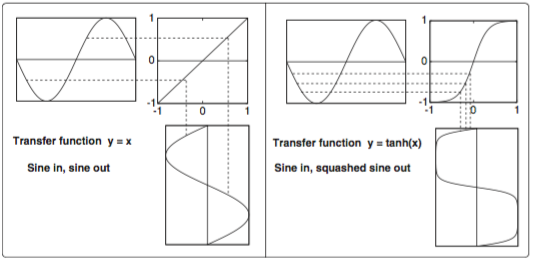 1
0
-1
-1 0 1
Transfer function y = x
Sine in, sine out
1
0
-1
-1 0 1
Transfer function y = tanh(x)
Sine in, squashed sine out